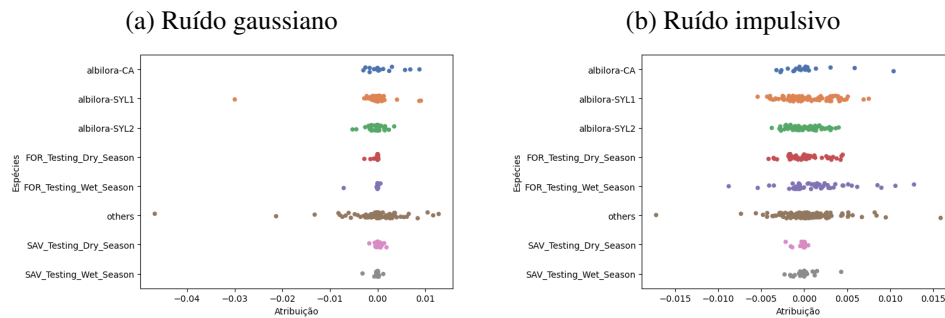 (a) Ruído gaussiano
Espécies
albilora-CA
albilora-SYL1
albilora-SYL2
FOR_Testing_Dry_Season
FOR_Testing_Wet_Season
others
SAV_Testing_Dry_Season
SAV_Testing_Wet_Season
−0.04 −0.03 −0.02 −0.01 0.00 0.01
Atribuição
(b) Ruído impulsivo
Espécies
albilora-CA
albilora-SYL1
albilora-SYL2
FOR_Testing_Dry_Season
FOR_Testing_Wet_Season
others
SAV_Testing_Dry_Season
SAV_Testing_Wet_Season
−0.015 −0.010 −0.005 0.000 0.005 0.010 0.015
Atribuição